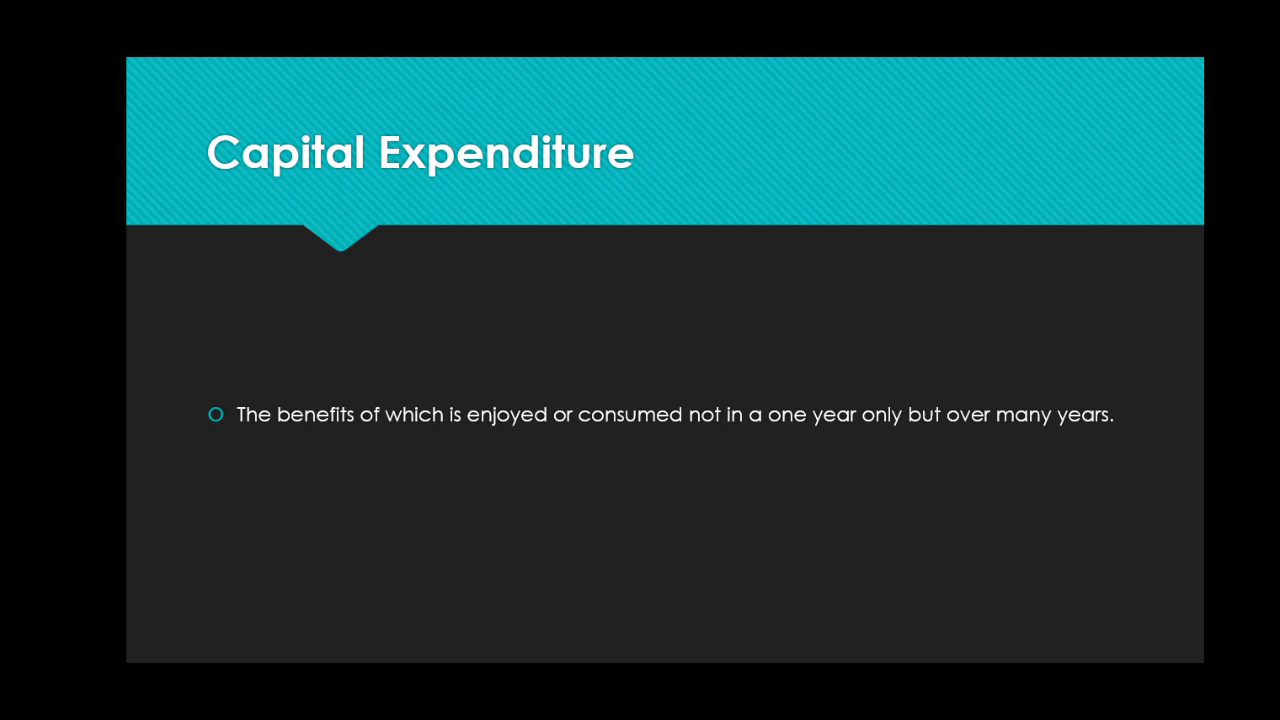 Capital Expenditure
The benefits of which is enjoyed or consumed not in a one year only but over many years.